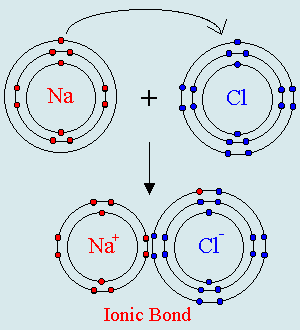 Na + Cl
Na+ Cl-
Ionic Bond